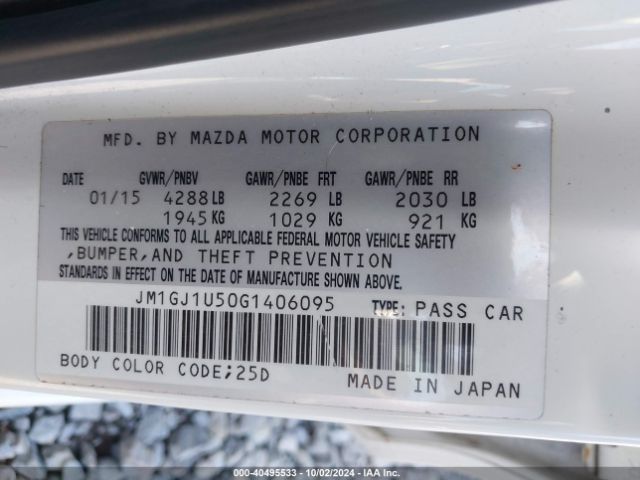 MFD. BY MAZDA MOTOR CORPORATION
DATE GVWR/PNBV GAWR/PNBE FRT GAWR/PNBE RR
01/15 4288 LB 2269 LB 2030 LB
1945 KG 1029 KG 921 KG
THIS VEHICLE CONFORMS TO ALL APPLICABLE FEDERAL MOTOR VEHICLE SAFETY
,BUMPER,AND THEFT PREVENTION
STANDARDS IN EFFECT ON THE DATE OF MANUFACTURE SHOWN ABOVE.
JM1GJ1U50G1406095 TYPE: PASS CAR
BODY COLOR CODE;25D
MADE IN JAPAN
000-40495533 - 10/02/2024 - IAA Inc.